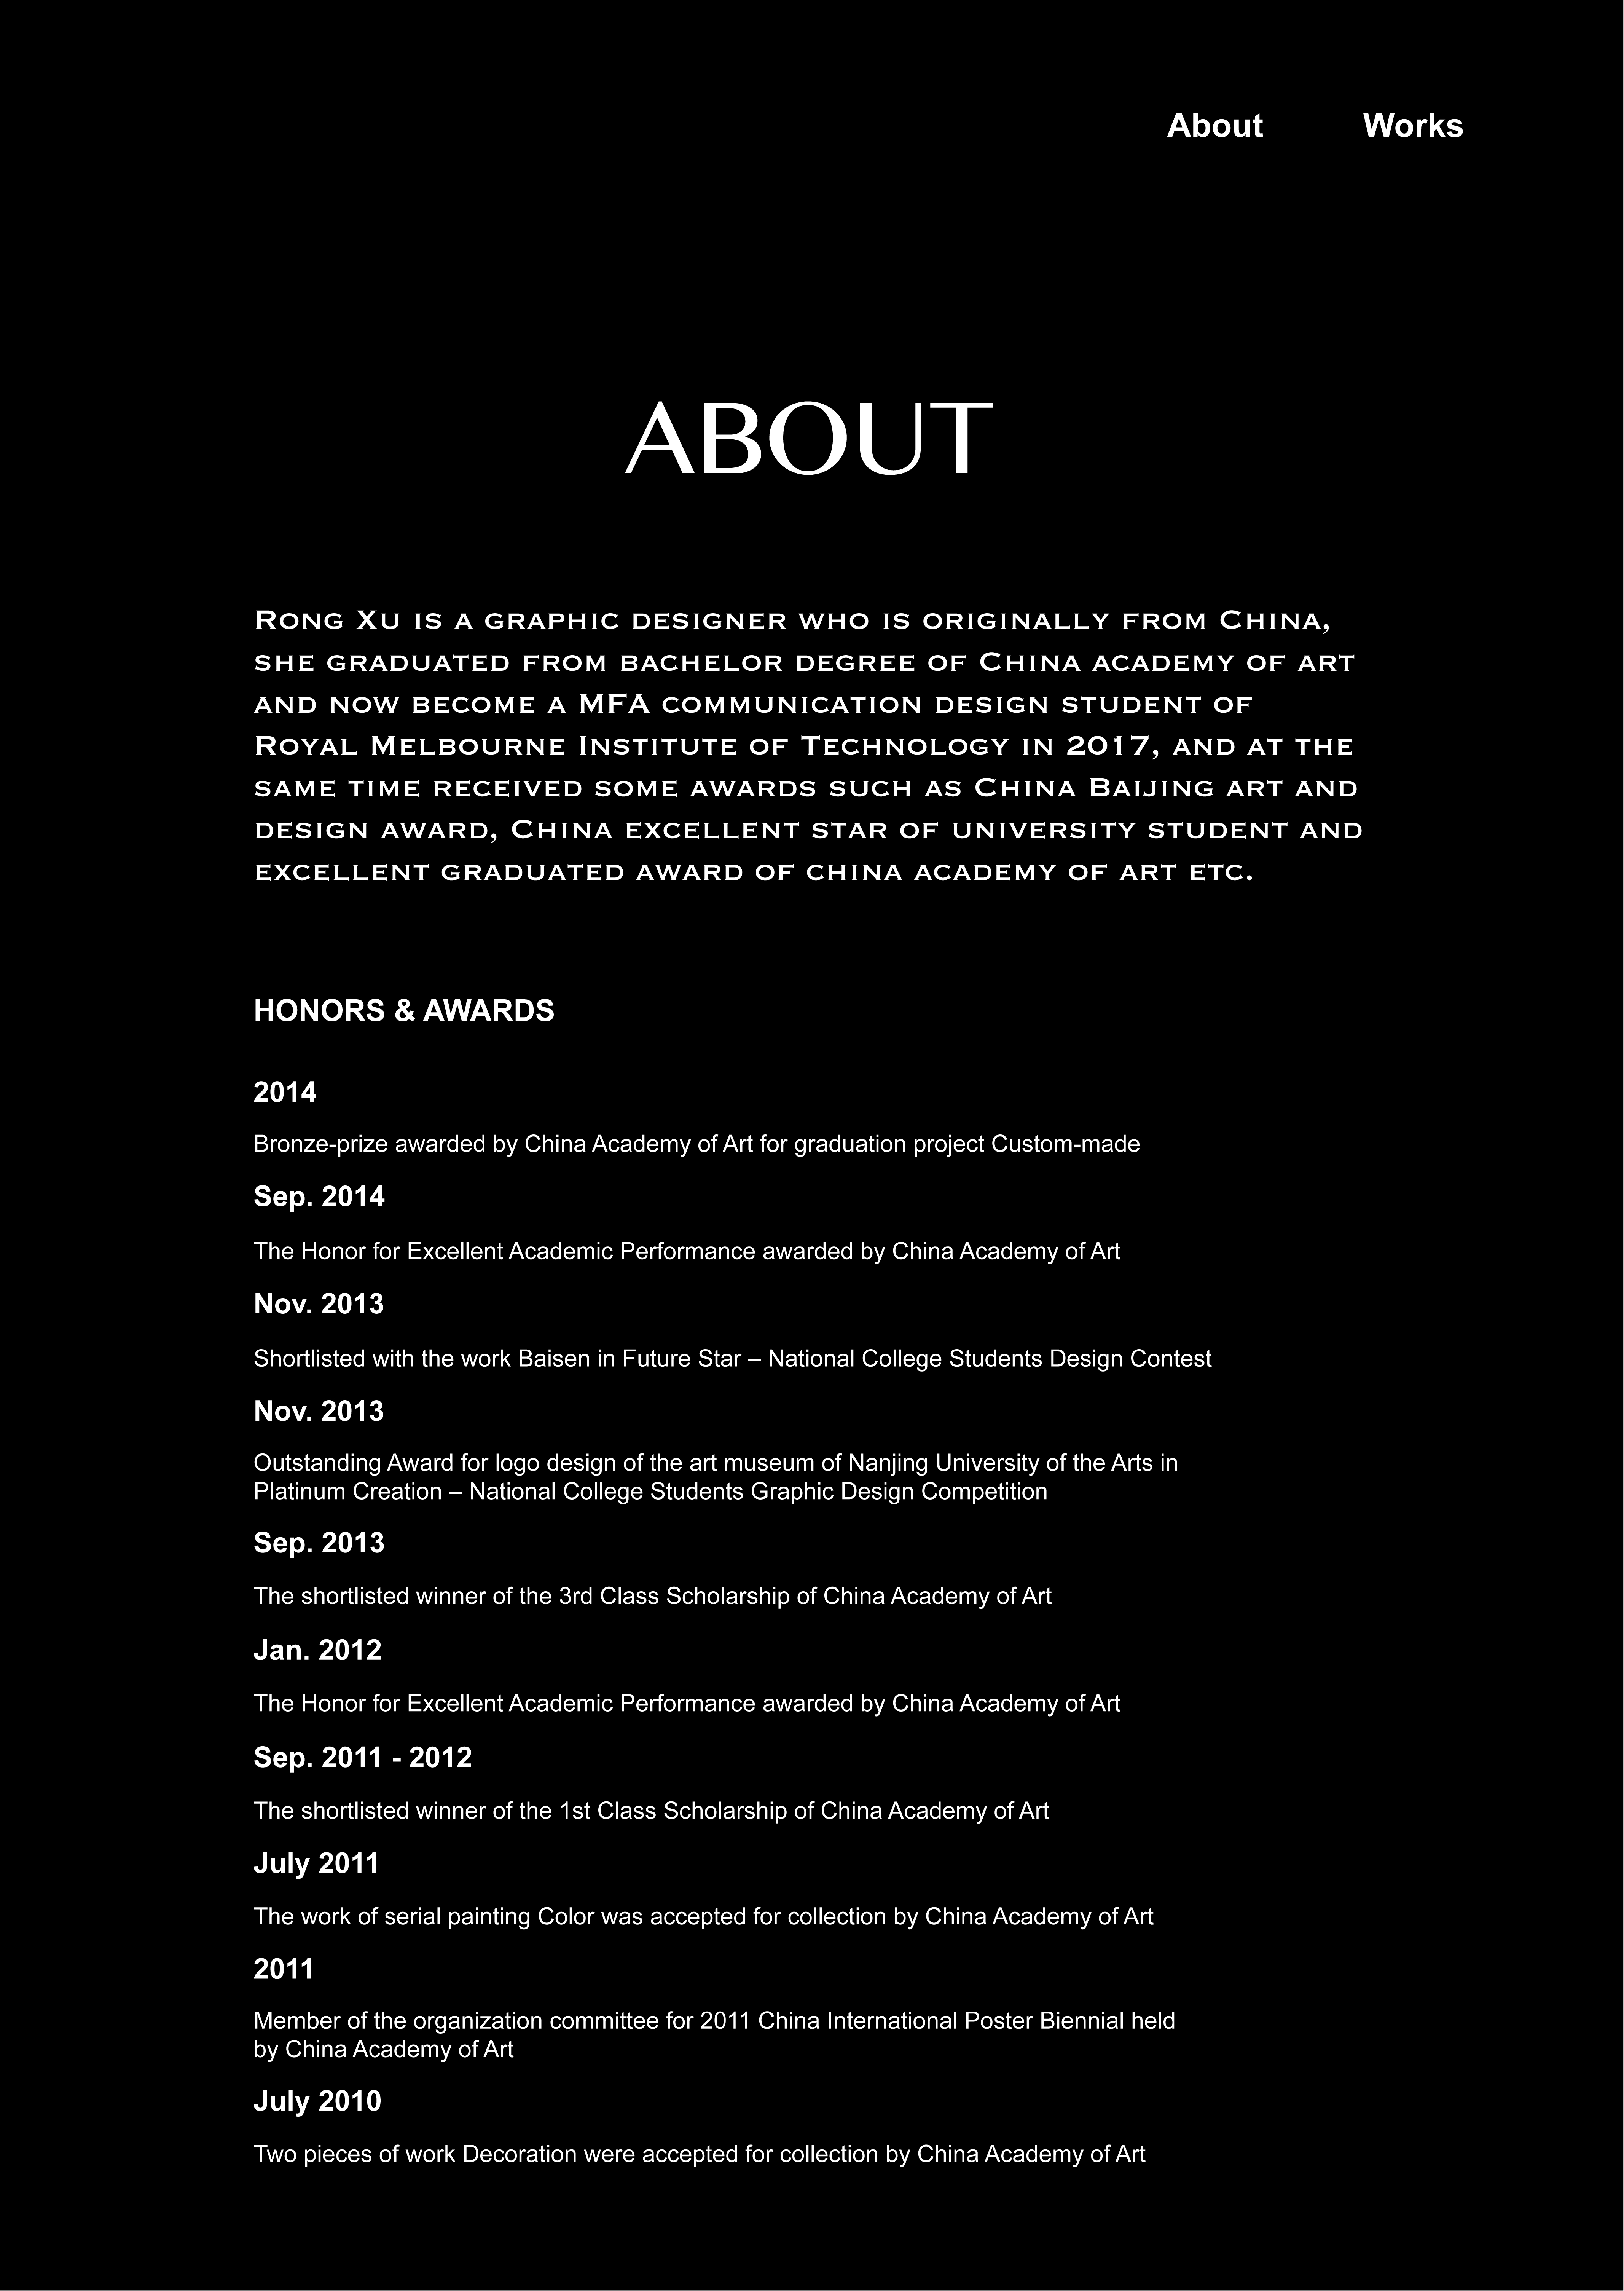 About Works
ABOUT
Rong Xu is a graphic designer who is originally from China,
she graduated from bachelor degree of China academy of art
and now become a MFA communication design student of
Royal Melbourne Institute of Technology in 2017, and at the
same time received some awards such as China Baijing art and
design award, China excellent star of university student and
excellent graduated award of china academy of art etc.
HONORS & AWARDS
2014
Bronze-prize awarded by China Academy of Art for graduation project Custom-made
Sep. 2014
The Honor for Excellent Academic Performance awarded by China Academy of Art
Nov. 2013
Shortlisted with the work Baisen in Future Star – National College Students Design Contest
Nov. 2013
Outstanding Award for logo design of the art museum of Nanjing University of the Arts in
Platinum Creation – National College Students Graphic Design Competition
Sep. 2013
The shortlisted winner of the 3rd Class Scholarship of China Academy of Art
Jan. 2012
The Honor for Excellent Academic Performance awarded by China Academy of Art
Sep. 2011 - 2012
The shortlisted winner of the 1st Class Scholarship of China Academy of Art
July 2011
The work of serial painting Color was accepted for collection by China Academy of Art
2011
Member of the organization committee for 2011 China International Poster Biennial held
by China Academy of Art
July 2010
Two pieces of work Decoration were accepted for collection by China Academy of Art